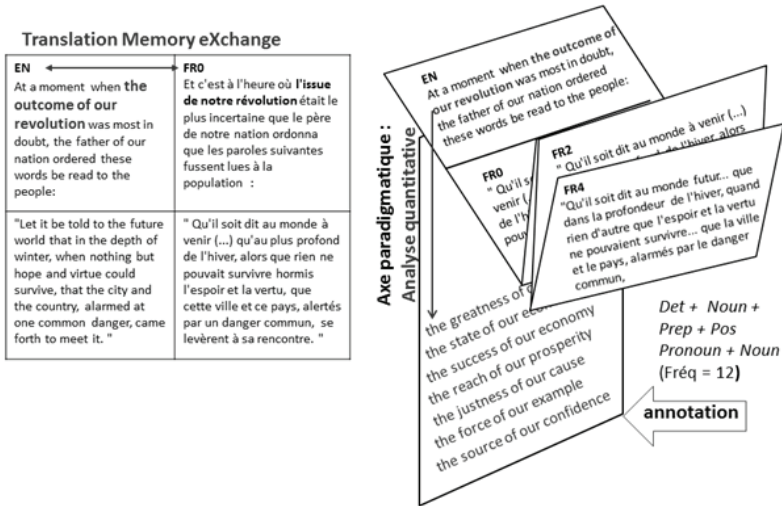 Translation Memory eXchange
EN
At a moment when the
outcome of our
revolution was most in
doubt, the father of our
nation ordered these
words be read to the
people:
FR0
Et c'est à l'heure où l'issue
de notre révolution était le
plus incertaine que le père
de notre nation ordonna
que les paroles suivantes
fussent lues à la
population :
"Let it be told to the future
world that in the depth of
winter, when nothing but
hope and virtue could
survive, that the city and
the country, alarmed at
one common danger, came
forth to meet it. "
" Qu'il soit dit au monde à
venir (...) qu'au plus profond
de l'hiver, alors que rien ne
pouvait survivre hormis
l'espoir et la vertu, que
cette ville et ce pays, alertés
par un danger commun, se
levèrent à sa rencontre. "
Axe paradigmatique :
Analyse quantitative
EN
At a moment when the outcome of
our revolution was most in doubt,
the father of our nation ordered
these words be read to the people:
FR0
" Qu'il s
venir (
de l'h
pou
FR2
" Qu'il soit dit au monde à venir (...)
de l'hiver, alors
FR4
"Qu'il soit dit au monde futur... que
dans la profondeur de l'hiver, quand
rien d'autre que l'espoir et la vertu
ne pouvaient survivre... que la ville
et le pays, alarmés par le danger
commun,
the greatness of
the state of our econ
the success of our economy
the reach of our prosperity
the justness of our cause
the force of our example
the source of our confidence
Det + Noun +
Prep + Pos
Pronoun + Noun
(Fréq = 12)
annotation